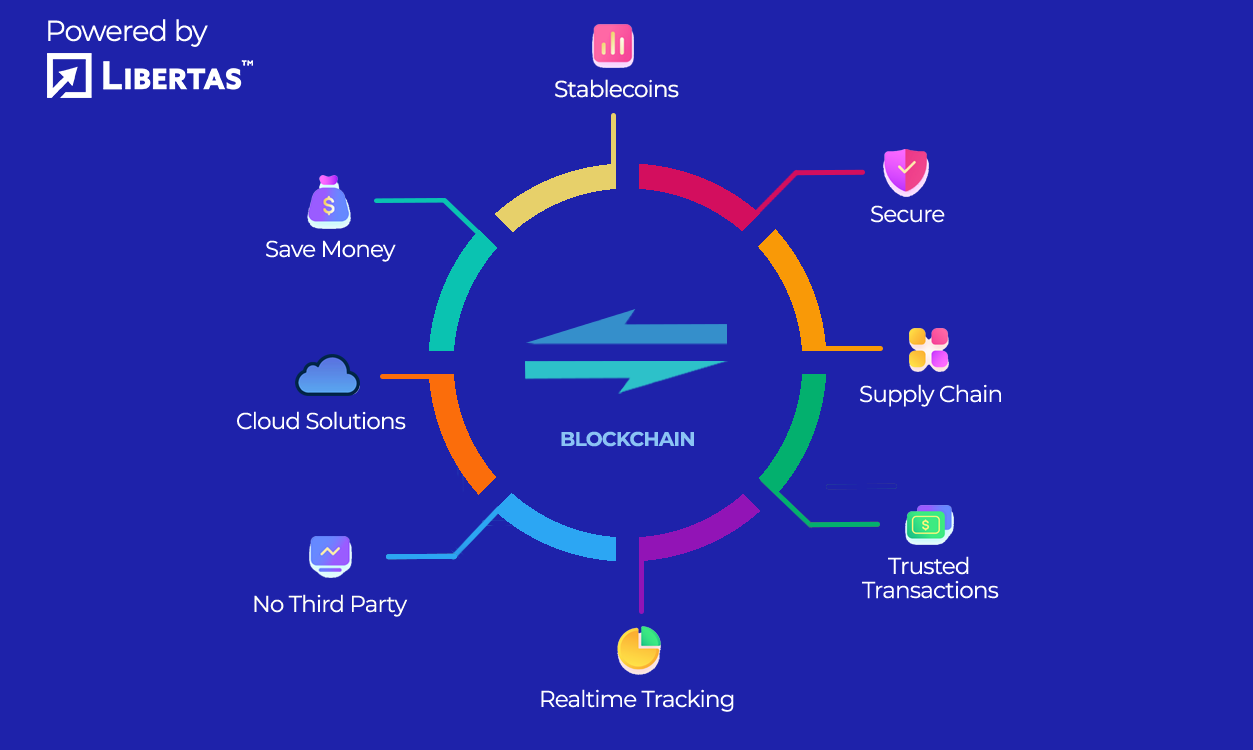 Powered by
LIBERTAS™
Stablecoins
Secure
$
Save Money
Supply Chain
Cloud Solutions
BLOCKCHAIN
$
Trusted
Transactions
No Third Party
Realtime Tracking